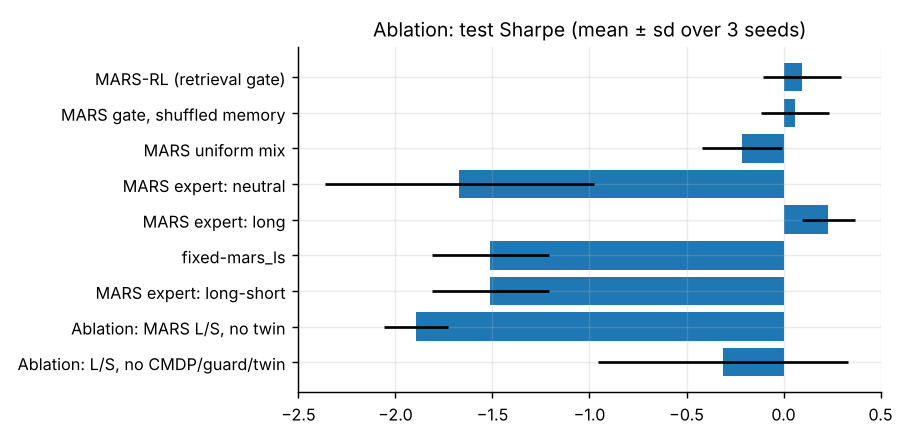 Ablation: test Sharpe (mean ± sd over 3 seeds)
MARS-RL (retrieval gate)
MARS gate, shuffled memory
MARS uniform mix
MARS expert: neutral
MARS expert: long
fixed-mars_ls
MARS expert: long-short
Ablation: MARS L/S, no twin
Ablation: L/S, no CMDP/guard/twin
−2.5 −2.0 −1.5 −1.0 −0.5 0.0 0.5